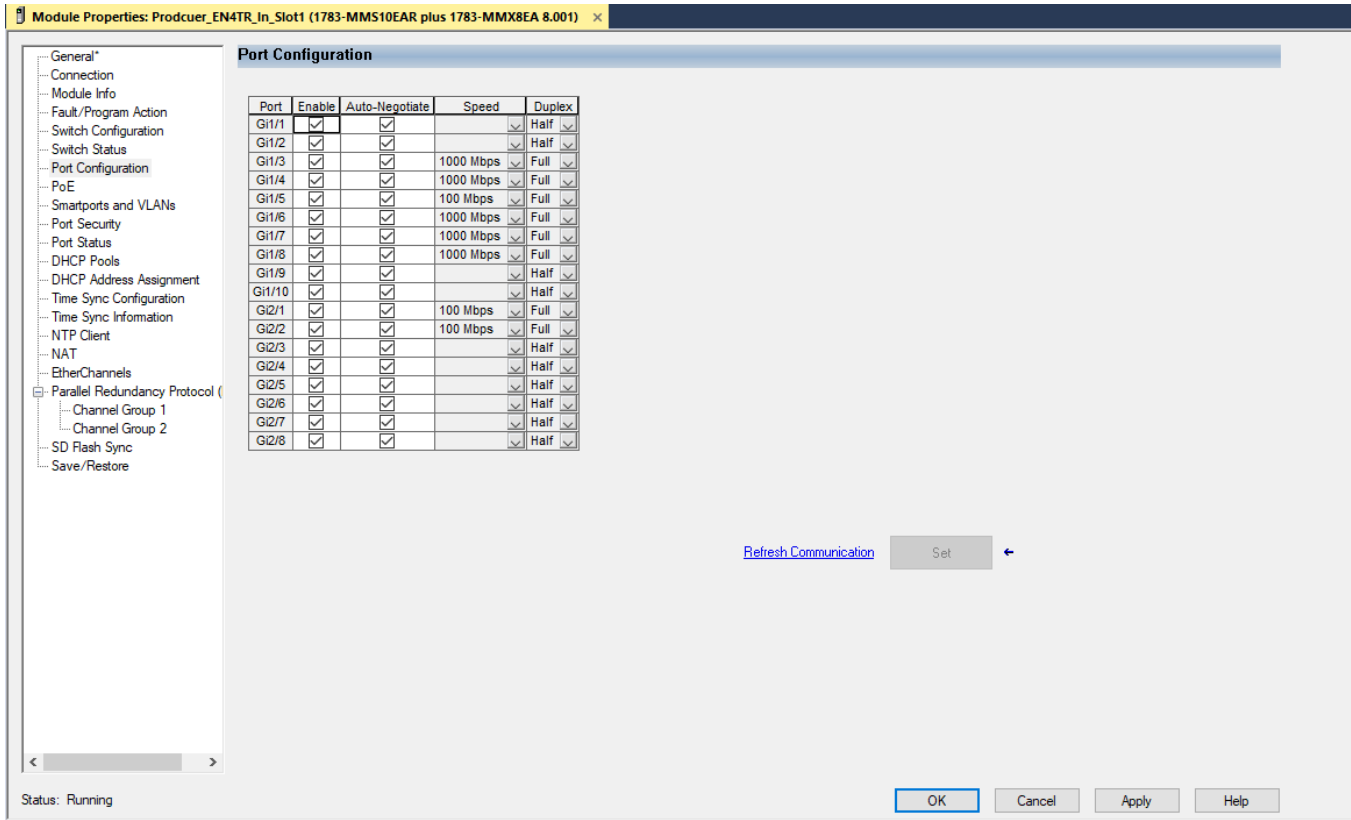 Module Properties: Prodcuer_EN4TR_In_Slot1 (1783-MMS10EAR plus 1783-MMX8EA 8.001) ×
General*
Connection
Module Info
Fault/Program Action
Switch Configuration
Switch Status
Port Configuration
PoE
Smartports and VLANs
Port Security
Port Status
DHCP Pools
DHCP Address Assignment
Time Sync Configuration
Time Sync Information
NTP Client
NAT
EtherChannels
Parallel Redundancy Protocol (
Channel Group 1
Channel Group 2
SD Flash Sync
Save/Restore
Port Configuration
Port Enable Auto-Negotiate Speed Duplex
Gi1/1 Half
Gi1/2 Half
Gi1/3 1000 Mbps Full
Gi1/4 1000 Mbps Full
Gi1/5 100 Mbps Full
Gi1/6 1000 Mbps Full
Gi1/7 1000 Mbps Full
Gi1/8 1000 Mbps Full
Gi1/9 Half
Gi1/10 Half
Gi2/1 100 Mbps Full
Gi2/2 100 Mbps Full
Gi2/3 Half
Gi2/4 Half
Gi2/5 Half
Gi2/6 Half
Gi2/7 Half
Gi2/8 Half
Refresh Communication Set ←
Status: Running
OK Cancel Apply Help